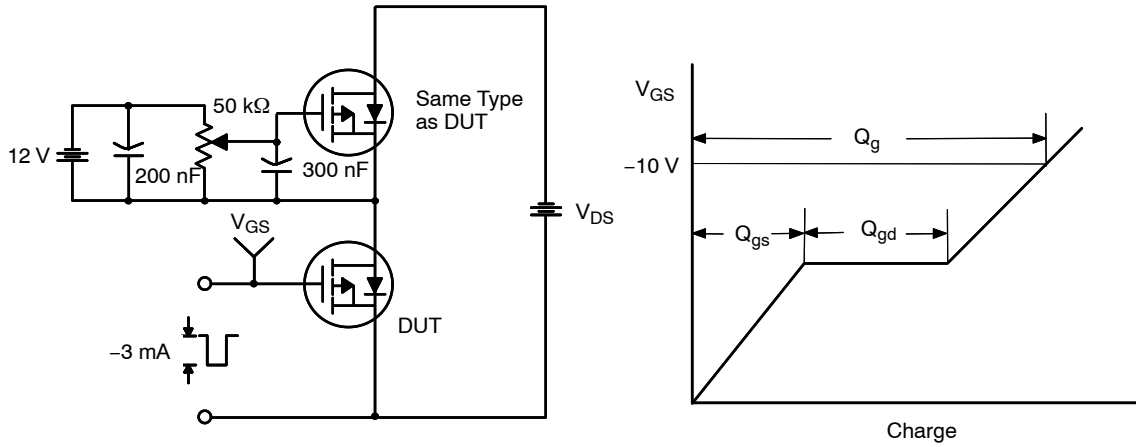 50 kΩ
Same Type
as DUT
12 V
200 nF
300 nF
V_GS
V_DS
DUT
−3 mA
V_GS
Q_g
−10 V
Q_gs
Q_gd
Charge